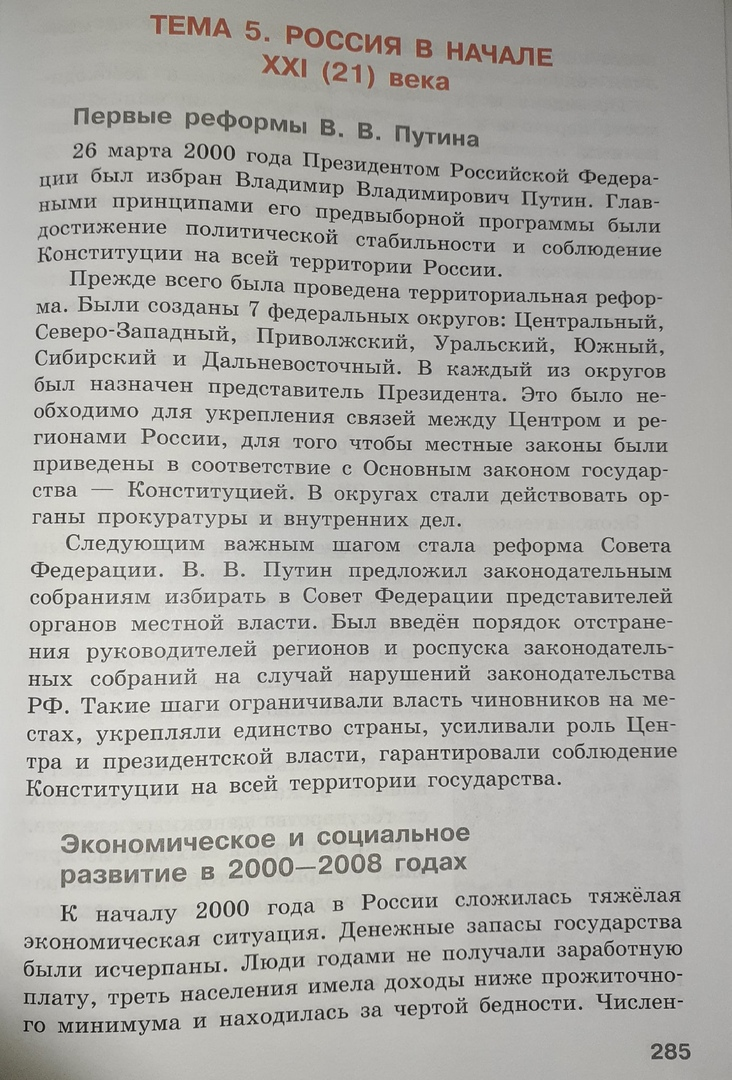 ТЕМА 5. РОССИЯ В НАЧАЛЕ
XXI (21) века
Первые реформы В. В. Путина
26 марта 2000 года Президентом Российской Федера-
ции был избран Владимир Владимирович Путин. Глав-
ными принципами его предвыборной программы были
достижение политической стабильности и соблюдение
Конституции на всей территории России.
Прежде всего была проведена территориальная рефор-
ма. Были созданы 7 федеральных округов: Центральный,
Северо-Западный, Приволжский, Уральский, Южный,
Сибирский и Дальневосточный. В каждый из округов
был назначен представитель Президента. Это было не-
обходимо для укрепления связей между Центром и ре-
гионами России, для того чтобы местные законы были
приведены в соответствие с Основным законом государ-
ства — Конституцией. В округах стали действовать ор-
ганы прокуратуры и внутренних дел.
Следующим важным шагом стала реформа Совета
Федерации. В. В. Путин предложил законодательным
собраниям избирать в Совет Федерации представителей
органов местной власти. Был введён порядок отстране-
ния руководителей регионов и роспуска законодатель-
ных собраний на случай нарушений законодательства
РФ. Такие шаги ограничивали власть чиновников на ме-
стах, укрепляли единство страны, усиливали роль Цен-
тра и президентской власти, гарантировали соблюдение
Конституции на всей территории государства.
Экономическое и социальное
развитие в 2000—2008 годах
К началу 2000 года в России сложилась тяжёлая
экономическая ситуация. Денежные запасы государства
были исчерпаны. Люди годами не получали заработную
плату, треть населения имела доходы ниже прожиточно-
го минимума и находилась за чертой бедности. Числен-
285